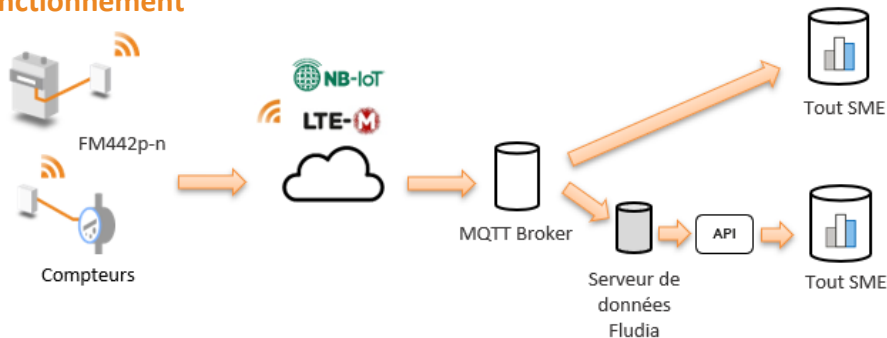 nctionnement
NB-IoT
LTE-M
Tout SME
FM442p-n
MQTT Broker
API
Compteurs
Serveur de
données
Fludia
Tout SME